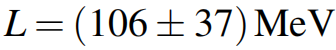 L = (106 ± 37) MeV